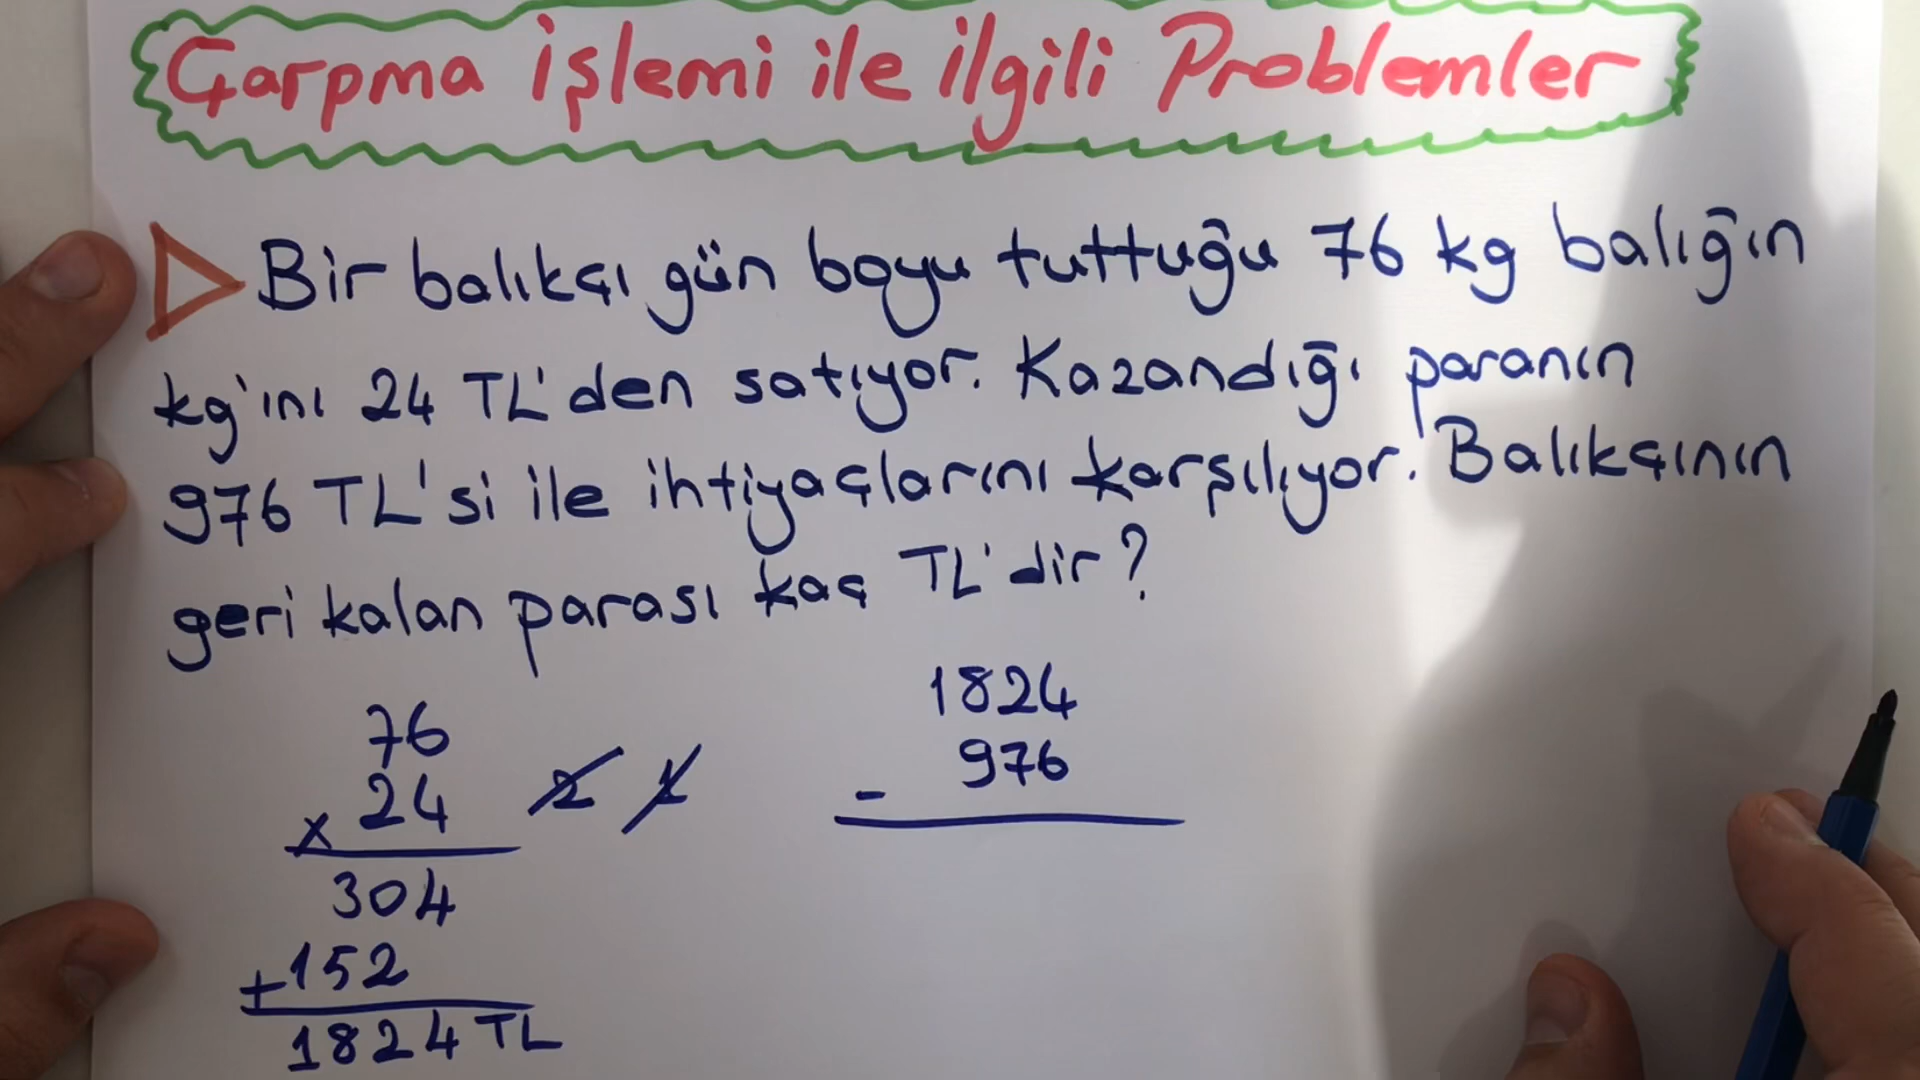 Çarpma işlemi ile ilgili Problemler
Bir balıkçı gün boyu tuttuğu 76 kg balığın
kg'ını 24 TL'den satıyor. Kazandığı paranın
976 TL'si ile ihtiyaçlarını karşılıyor. Balıkçının
geri kalan parası kaç TL'dir?
76
x 24 2 1
304
+152
1824 TL
1824
- 976